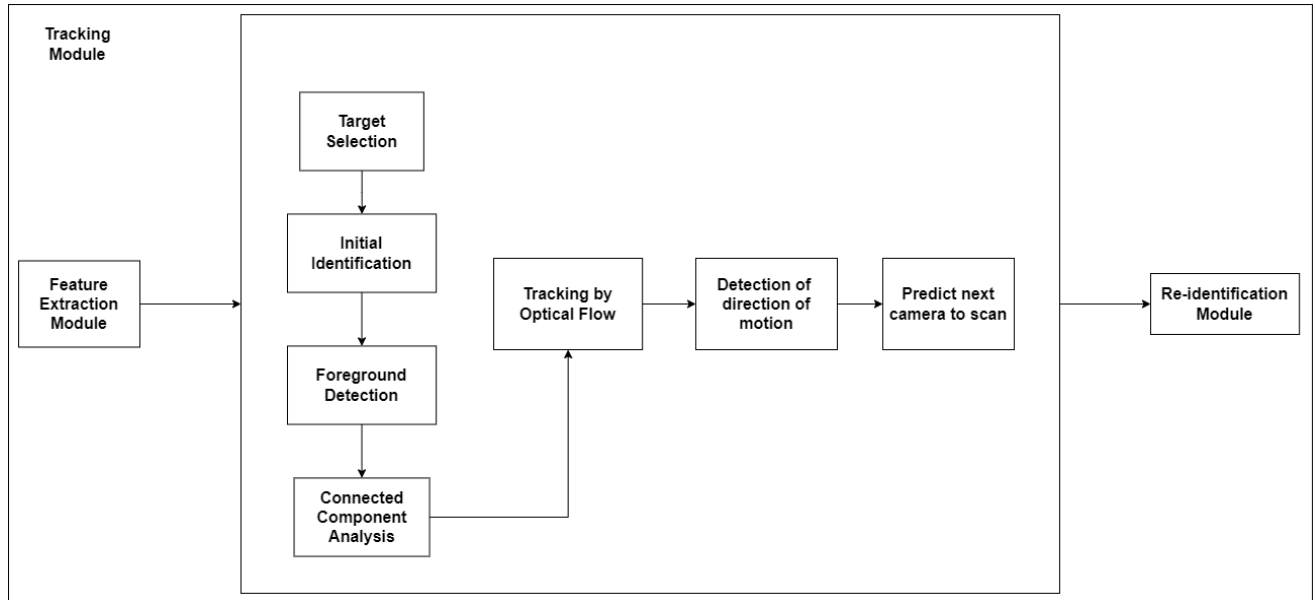 Tracking
Module
Target
Selection
Initial
Identification
Foreground
Detection
Connected
Component
Analysis
Feature
Extraction
Module
Tracking by
Optical Flow
Detection of
direction of
motion
Predict next
camera to scan
Re-identification
Module